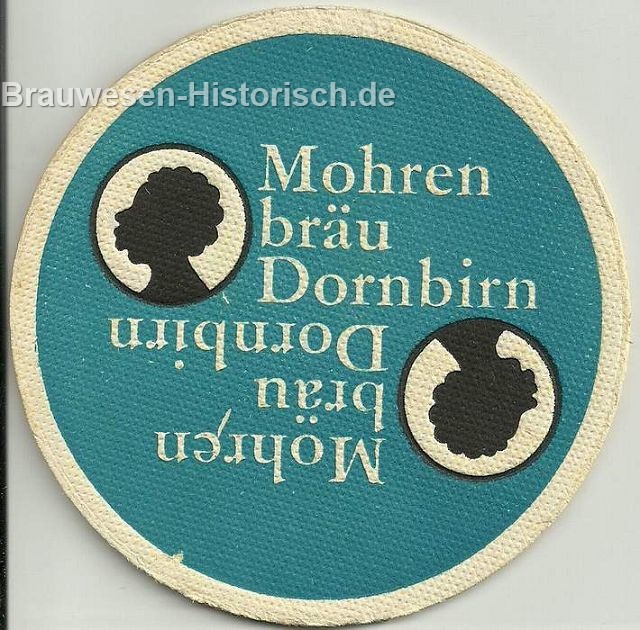 Brauwesen-Historisch.de
Mohren
bräu
Dornbirn
Mohren
bräu
Dornbirn